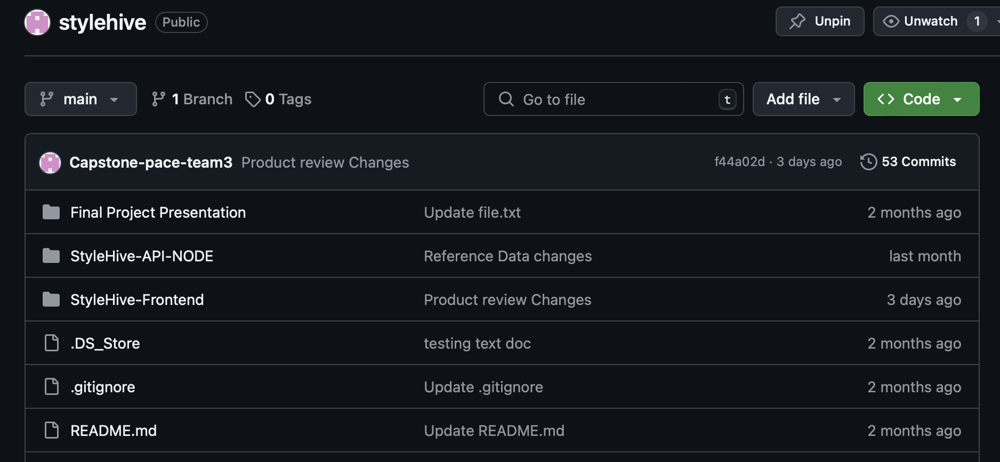 stylehive Public Unpin Unwatch 1
main 1 Branch 0 Tags Go to file t Add file Code
Capstone-pace-team3 Product review Changes f44a02d · 3 days ago 53 Commits
Final Project Presentation Update file.txt 2 months ago
StyleHive-API-NODE Reference Data changes last month
StyleHive-Frontend Product review Changes 3 days ago
.DS_Store testing text doc 2 months ago
.gitignore Update .gitignore 2 months ago
README.md Update README.md 2 months ago